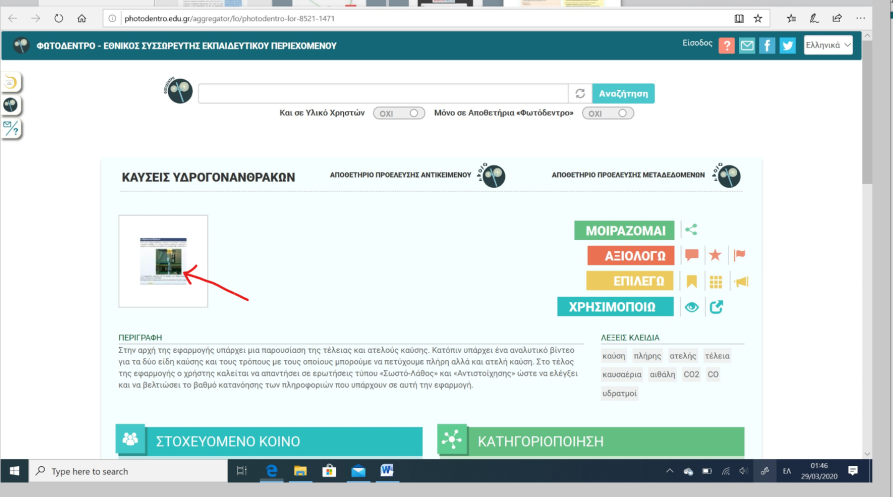 photodentro.edu.gr/aggregator/lo/photodentro-lor-8521-1471
ΦΩΤΟΔΕΝΤΡΟ - ΕΘΝΙΚΟΣ ΣΥΣΣΩΡΕΥΤΗΣ ΕΚΠΑΙΔΕΥΤΙΚΟΥ ΠΕΡΙΕΧΟΜΕΝΟΥ
Είσοδος
Ελληνικά
Αναζήτηση
Και σε Υλικό Χρηστών ΟΧΙ Μόνο σε Αποθετήρια «Φωτόδεντρο» ΟΧΙ
ΚΑΥΣΕΙΣ ΥΔΡΟΓΟΝΑΝΘΡΑΚΩΝ
ΑΠΟΘΕΤΗΡΙΟ ΠΡΟΕΛΕΥΣΗΣ ΑΝΤΙΚΕΙΜΕΝΟΥ
ΑΠΟΘΕΤΗΡΙΟ ΠΡΟΕΛΕΥΣΗΣ ΜΕΤΑΔΕΔΟΜΕΝΩΝ
ΜΟΙΡΑΖΟΜΑΙ
ΑΞΙΟΛΟΓΩ
ΕΠΙΛΕΓΩ
ΧΡΗΣΙΜΟΠΟΙΩ
ΠΕΡΙΓΡΑΦΗ
Στην αρχή της εφαρμογής υπάρχει μια παρουσίαση της τέλειας και ατελούς καύσης. Κατόπιν υπάρχει ένα αναλυτικό βίντεο
για τα δύο είδη καύσης και τους τρόπους με τους οποίους μπορούμε να πετύχουμε πλήρη αλλά και ατελή καύση. Στο τέλος
της εφαρμογής ο χρήστης καλείται να απαντήσει σε ερωτήσεις τύπου «Σωστό-Λάθος» και «Αντιστοίχησης» ώστε να ελέγξει
και να βελτιώσει το βαθμό κατανόησης των πληροφοριών που υπάρχουν σε αυτή την εφαρμογή.
ΛΕΞΕΙΣ ΚΛΕΙΔΙΑ
καύση πλήρης ατελής τέλεια
καυσαέρια αιθάλη CO2 CO
υδρατμοί
ΣΤΟΧΕΥΟΜΕΝΟ ΚΟΙΝΟ
ΚΑΤΗΓΟΡΙΟΠΟΙΗΣΗ
Type here to search
ΕΛ
01:46
29/03/2020